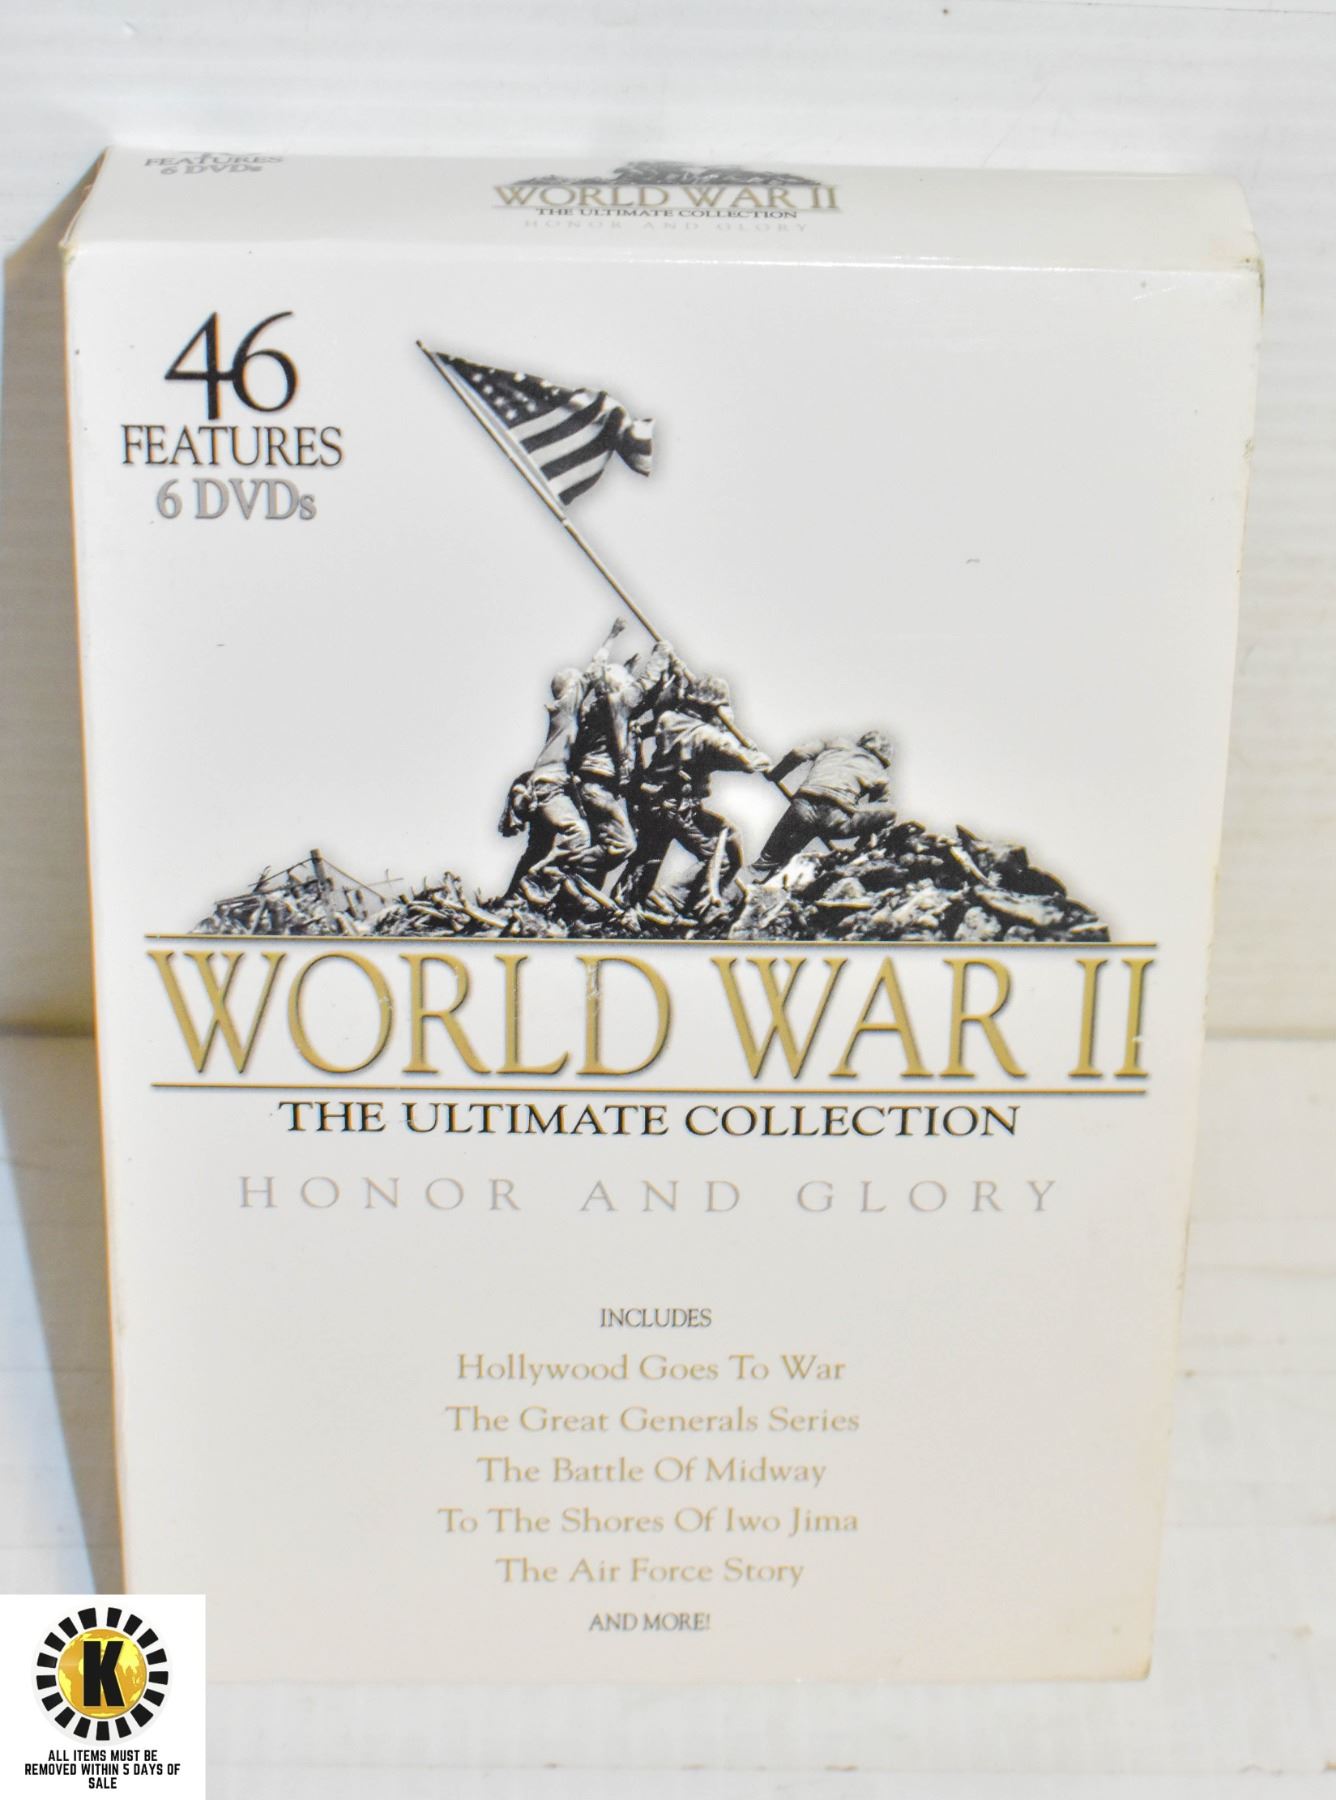 FEATURES
6 DVDs
WORLD WAR II
THE ULTIMATE COLLECTION
HONOR AND GLORY
46
FEATURES
6 DVDs
WORLD WAR II
THE ULTIMATE COLLECTION
HONOR AND GLORY
INCLUDES
Hollywood Goes To War
The Great Generals Series
The Battle Of Midway
To The Shores Of Iwo Jima
The Air Force Story
AND MORE!
K
ALL ITEMS MUST BE
REMOVED WITHIN 5 DAYS OF
SALE